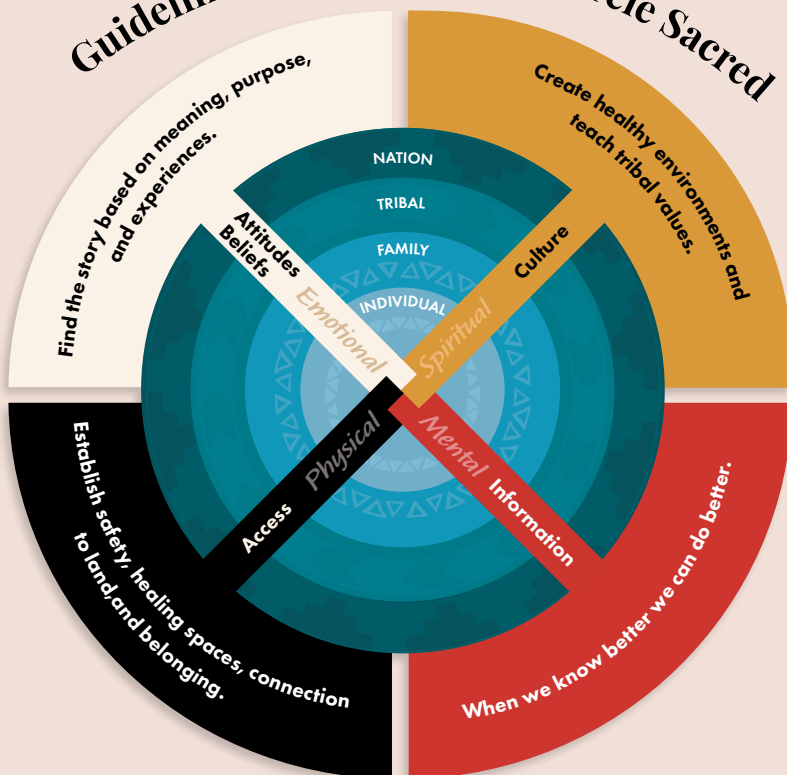 Sacred
Find the story based on meaning, purpose,
and experiences.
Create healthy environments and
teach tribal values.
NATION
TRIBAL
FAMILY
INDIVIDUAL
Attitudes
Beliefs
Emotional
Culture
Spiritual
Physical
Access
Mental
Information
Establish safety, healing spaces, connection
to land,and belonging.
When we know better we can do better.